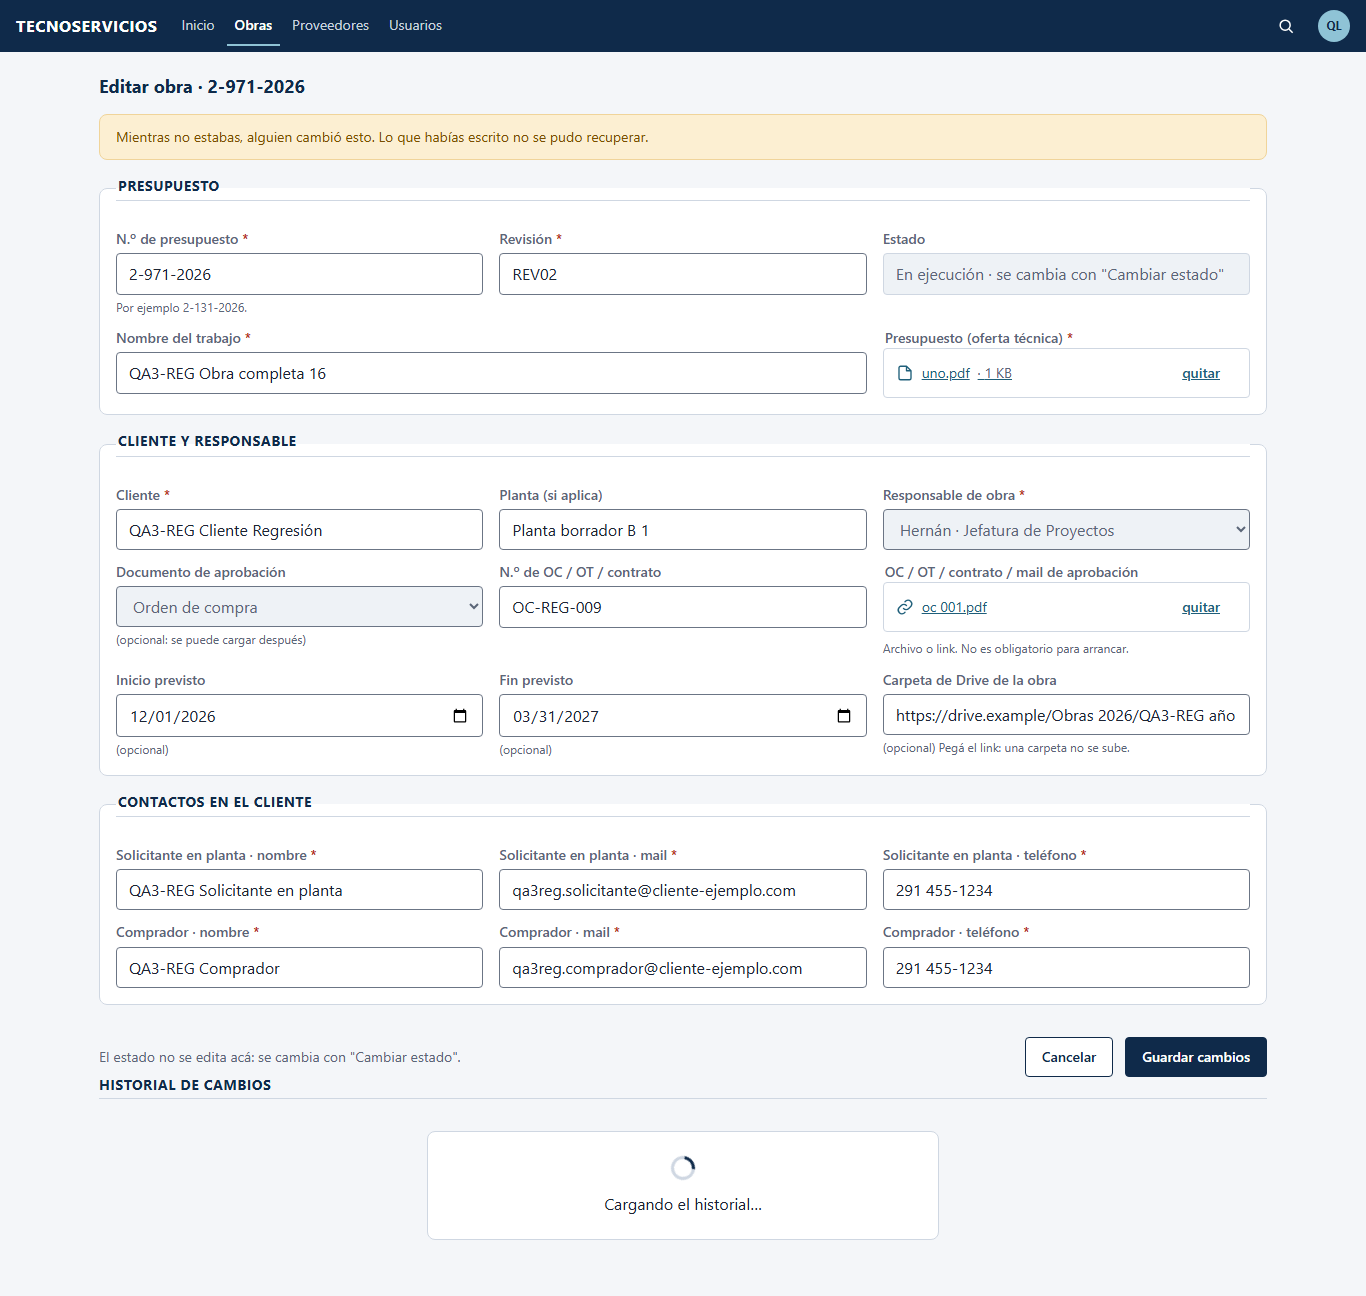 TECNOSERVICIOS Inicio Obras Proveedores Usuarios QL
Editar obra · 2-971-2026
Mientras no estabas, alguien cambió esto. Lo que habías escrito no se pudo recuperar.
PRESUPUESTO
N.º de presupuesto * Revisión * Estado
2-971-2026 REV02 En ejecución · se cambia con "Cambiar estado"
Por ejemplo 2-131-2026.
Nombre del trabajo * Presupuesto (oferta técnica) *
QA3-REG Obra completa 16 uno.pdf · 1 KB quitar
CLIENTE Y RESPONSABLE
Cliente * Planta (si aplica) Responsable de obra *
QA3-REG Cliente Regresión Planta borrador B 1 Hernán · Jefatura de Proyectos
Documento de aprobación N.º de OC / OT / contrato OC / OT / contrato / mail de aprobación
Orden de compra OC-REG-009 oc 001.pdf quitar
(opcional: se puede cargar después) Archivo o link. No es obligatorio para arrancar.
Inicio previsto Fin previsto Carpeta de Drive de la obra
12/01/2026 03/31/2027 https://drive.example/Obras 2026/QA3-REG año
(opcional) (opcional) (opcional) Pegá el link: una carpeta no se sube.
CONTACTOS EN EL CLIENTE
Solicitante en planta · nombre * Solicitante en planta · mail * Solicitante en planta · teléfono *
QA3-REG Solicitante en planta qa3reg.solicitante@cliente-ejemplo.com 291 455-1234
Comprador · nombre * Comprador · mail * Comprador · teléfono *
QA3-REG Comprador qa3reg.comprador@cliente-ejemplo.com 291 455-1234
El estado no se edita acá: se cambia con "Cambiar estado". Cancelar Guardar cambios
HISTORIAL DE CAMBIOS
Cargando el historial...